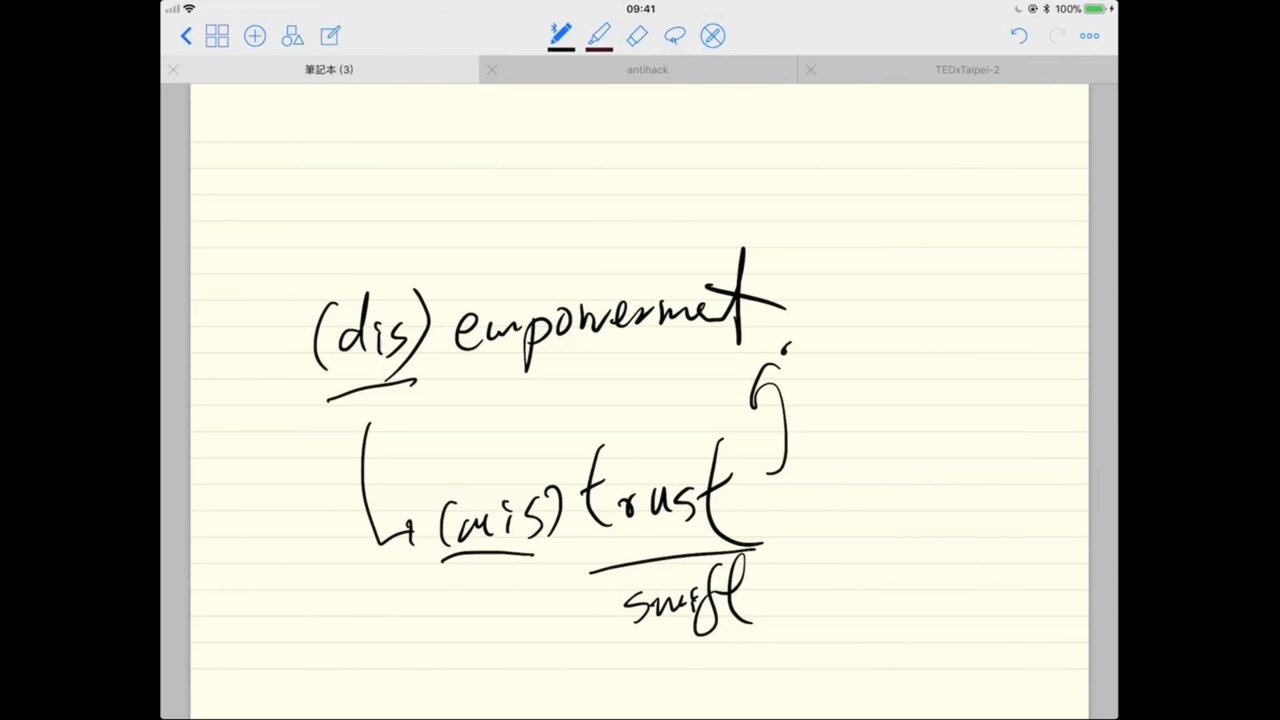 09:41
100%
筆記本 (3)
antihack
TEDxTaipei-2
(dis) empowerment
(mis) trust
swift